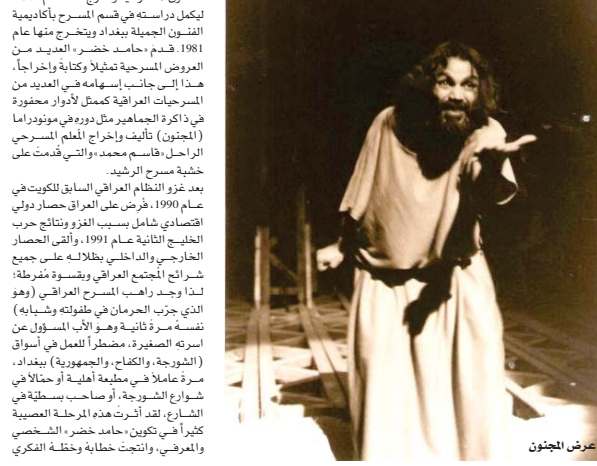 ليكمل دراسته في قسم المسرح بأكاديمية
الفنون الجميلة ببغداد ويتخرج منها عام
1981. قدمَ «حامد خضر» العديد من
العروض المسرحية تمثيلاً وكتابةً وإخراجاً،
هذا إلى جانب إسهامه في العديد من
المسرحيات العراقية كممثل لأدوار محفورة
في ذاكرة الجماهير مثل دوره في مونودراما
(المجنون) تأليف وإخراج المُعلم المسرحي
الراحل «قاسم محمد» والتي قُدمتْ على
خشبة مسرح الرشيد.
بعد غزو النظام العراقي السابق للكويت في
عام 1990، فُرِض على العراق حصار دولي
اقتصادي شامل بسبب الغزو ونتائج حرب
الخليج الثانية عام 1991، وألقى الحصار
الخارجي والداخلي بظلاله على جميع
شرائح المجتمع العراقي وبقسوة مُفرطة؛
لذا وجد راهب المسرح العراقي (وهوَ
الذي جرّب الحرمان في طفولتهِ وشبابهِ)
نفسهُ مرةً ثانية وهوَ الأب المسؤول عن
اسرتهِ الصغيرة، مضطراً للعمل في أسواق
(الشورجة، والكفاح، والجمهورية) ببغداد،
مرةً عاملاً في مطبعة أهلية أو حمّالاً في
شوارع الشورجة، أو صاحب بسطيّة في
الشارع، لقد أثرتْ هذهِ المرحلة العصيبة
كثيراً في تكوين «حامد خضر» الشخصي
والمعرفي، وانتجتْ خطابهُ وخطّهُ الفكري
عرض المجنون